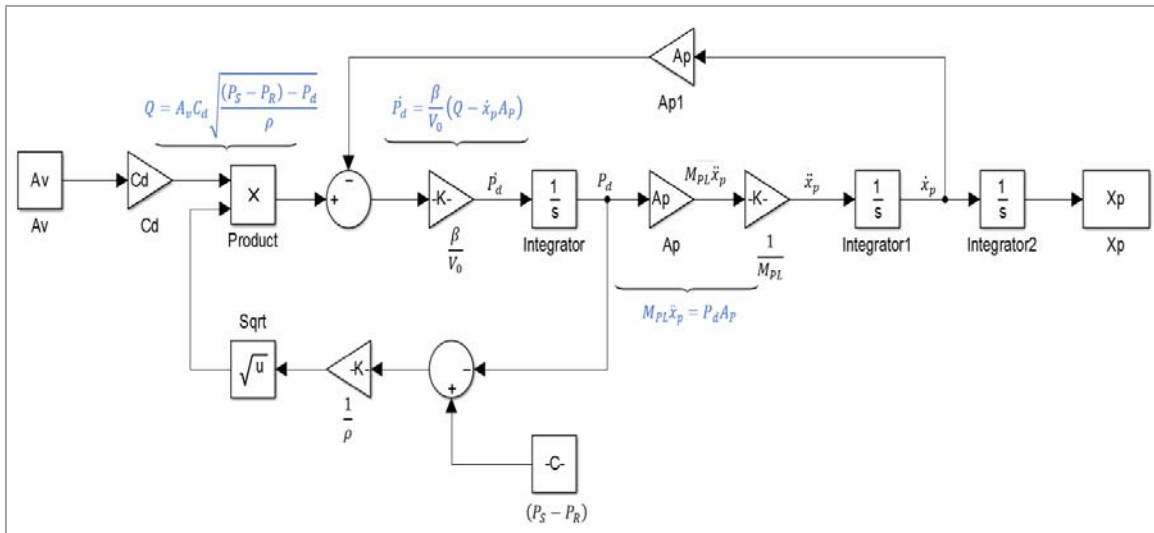 Ap
Ap1
Q = A_v C_d √((P_S − P_R) − P_d / ρ)
Ṗ_d = β/V_0 (Q − ẋ_p A_P)
Av
Av
Cd
Cd
X
Product
−
+
-K-
β/V_0
Ṗ_d
1/s
Integrator
P_d
Ap
Ap
M_PL ẍ_p
-K-
1/M_PL
ẍ_p
1/s
Integrator1
ẋ_p
1/s
Integrator2
Xp
Xp
M_PL ẍ_p = P_d A_P
Sqrt
√u
-K-
1/ρ
−
+
-C-
(P_S − P_R)